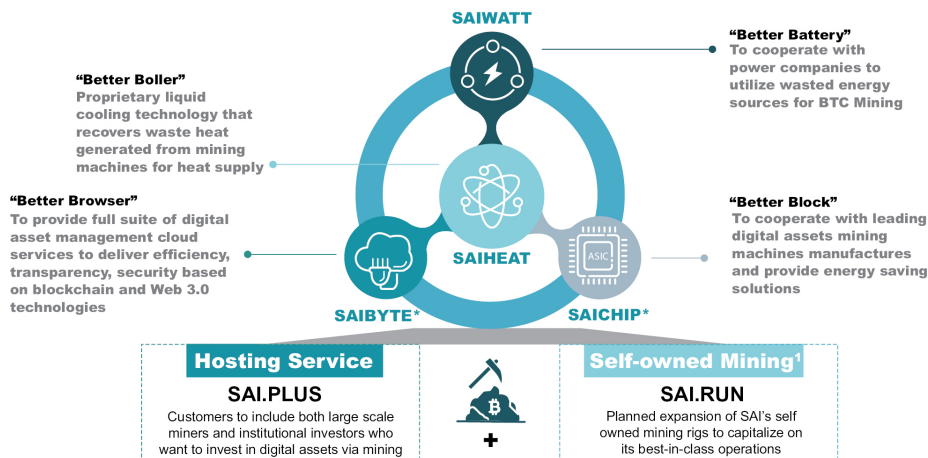 SAIWATT
“Better Battery”
To cooperate with
power companies to
utilize wasted energy
sources for BTC Mining
“Better Boller”
Proprietary liquid
cooling technology that
recovers waste heat
generated from mining
machines for heat supply
“Better Browser”
To provide full suite of digital
asset management cloud
services to deliver efficiency,
transparency, security based
on blockchain and Web 3.0
technologies
“Better Block”
To cooperate with leading
digital assets mining
machines manufactures
and provide energy saving
solutions
SAIHEAT
ASIC
SAIBYTE*
SAICHIP*
Hosting Service
SAI.PLUS
Customers to include both large scale
miners and institutional investors who
want to invest in digital assets via mining
B
+
Self-owned Mining¹
SAI.RUN
Planned expansion of SAI’s self
owned mining rigs to capitalize on
its best-in-class operations